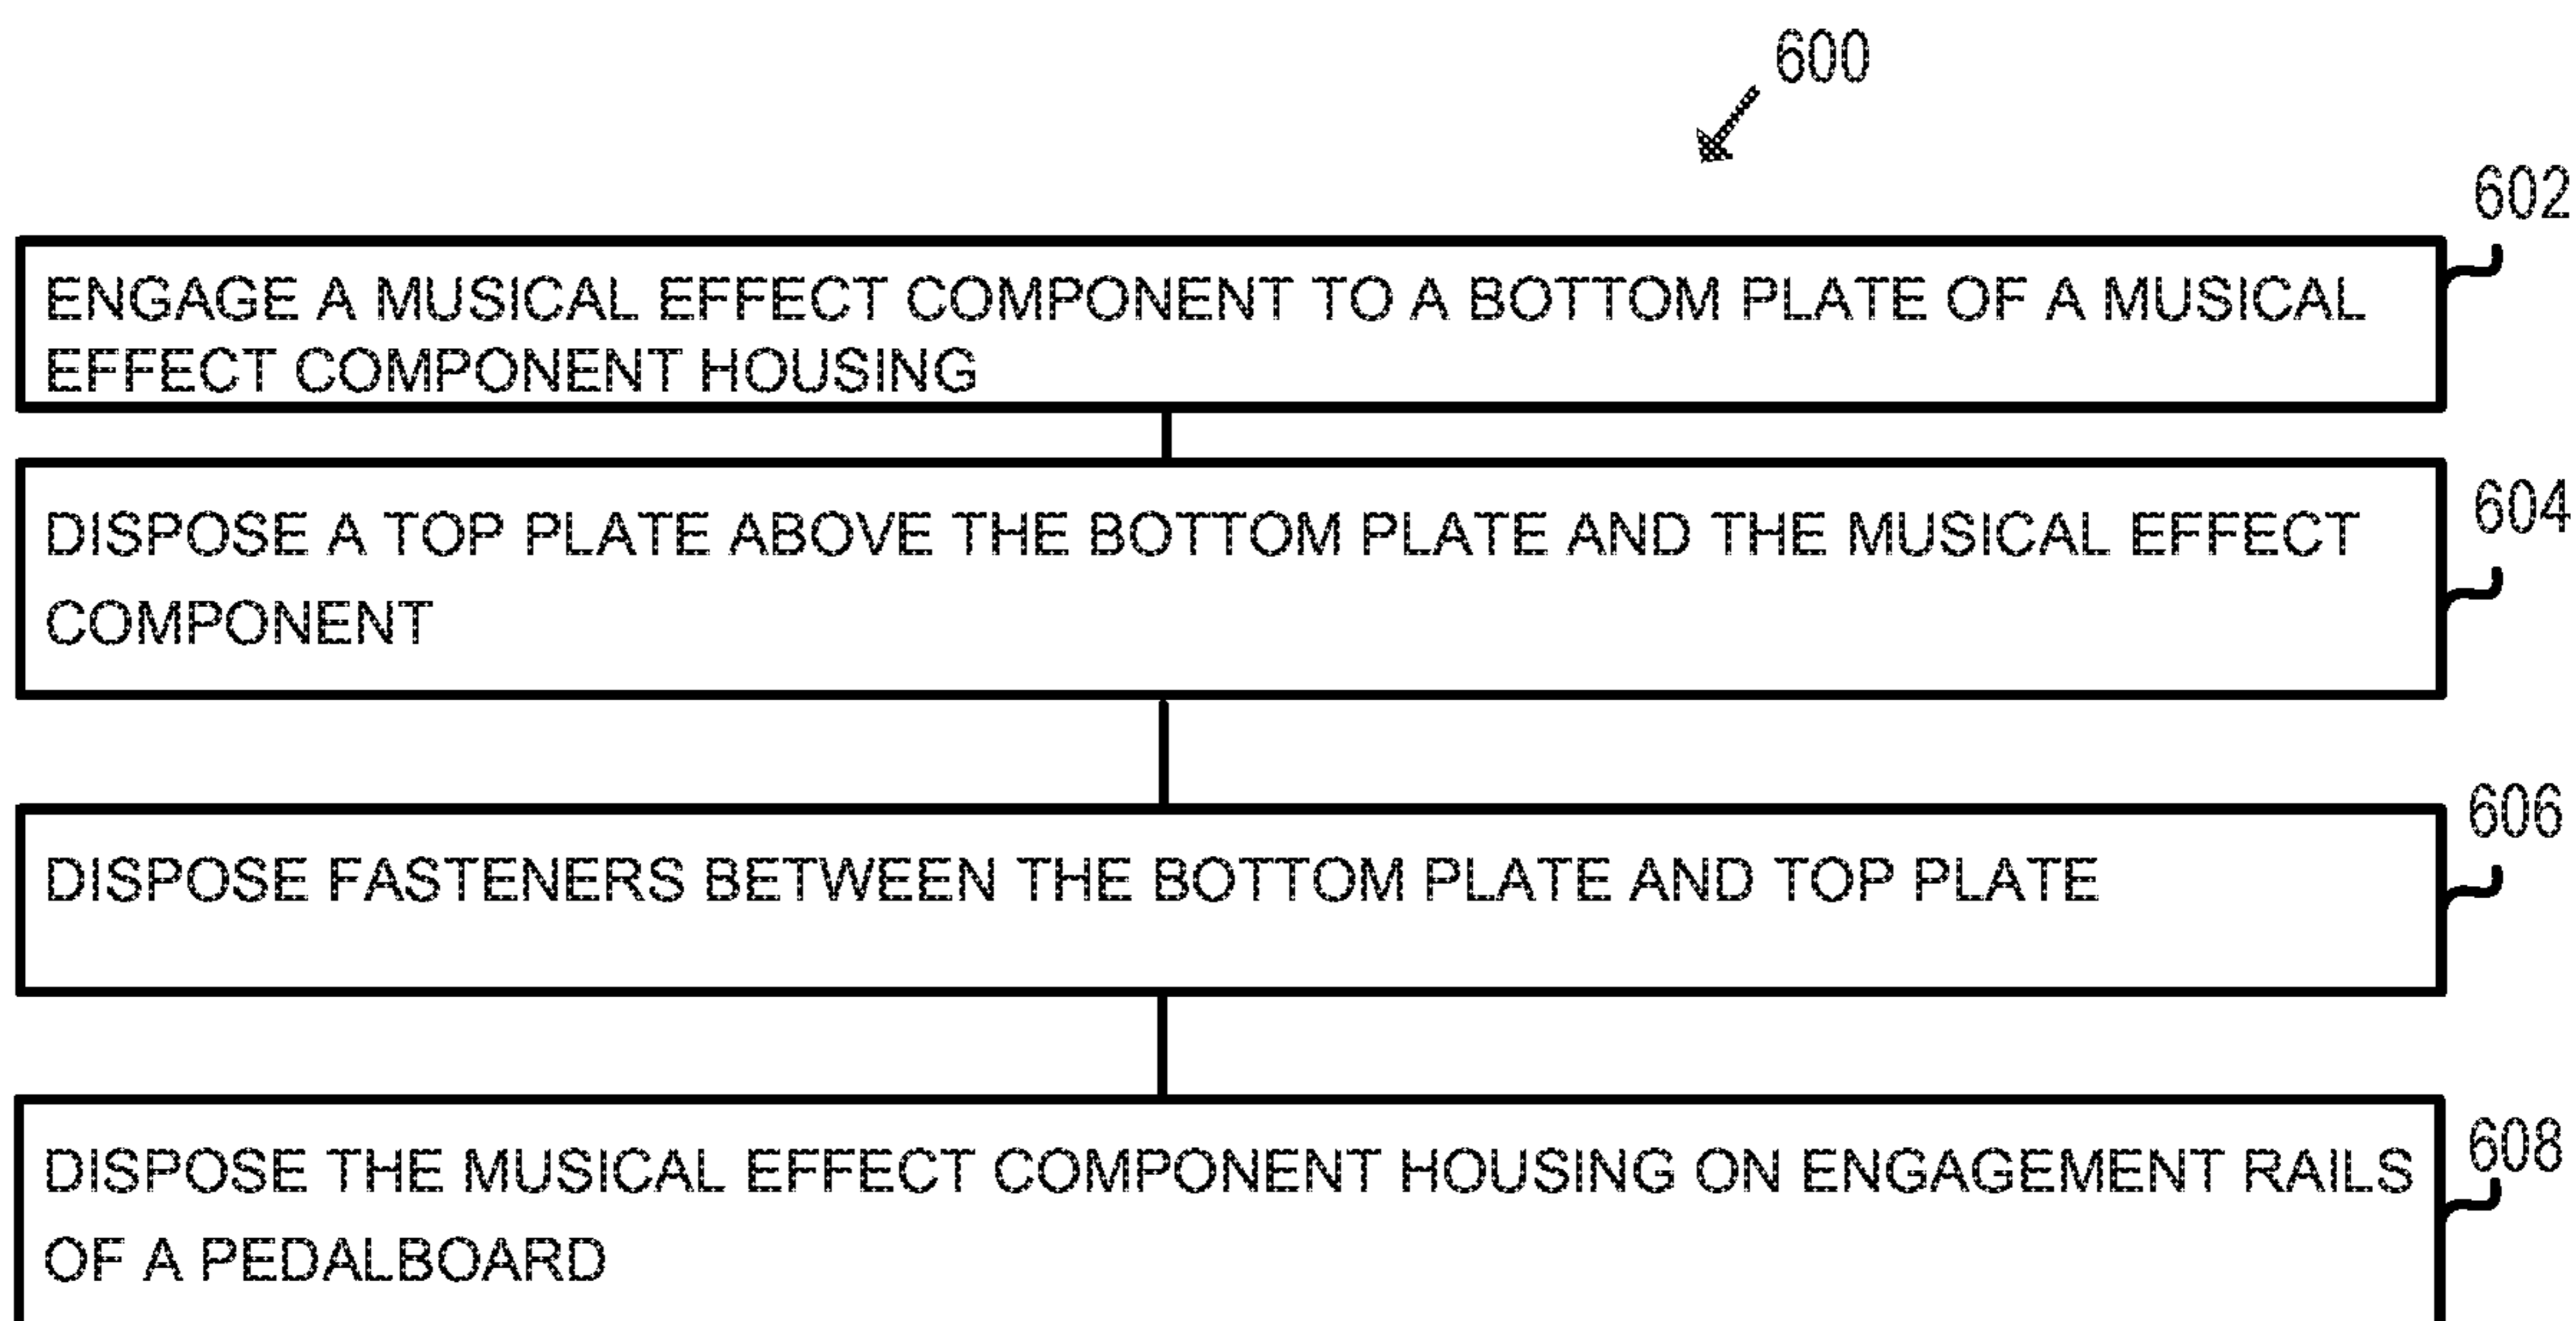 600
602
ENGAGE A MUSICAL EFFECT COMPONENT TO A BOTTOM PLATE OF A MUSICAL
EFFECT COMPONENT HOUSING
604
DISPOSE A TOP PLATE ABOVE THE BOTTOM PLATE AND THE MUSICAL EFFECT
COMPONENT
606
DISPOSE FASTENERS BETWEEN THE BOTTOM PLATE AND TOP PLATE
608
DISPOSE THE MUSICAL EFFECT COMPONENT HOUSING ON ENGAGEMENT RAILS
OF A PEDALBOARD